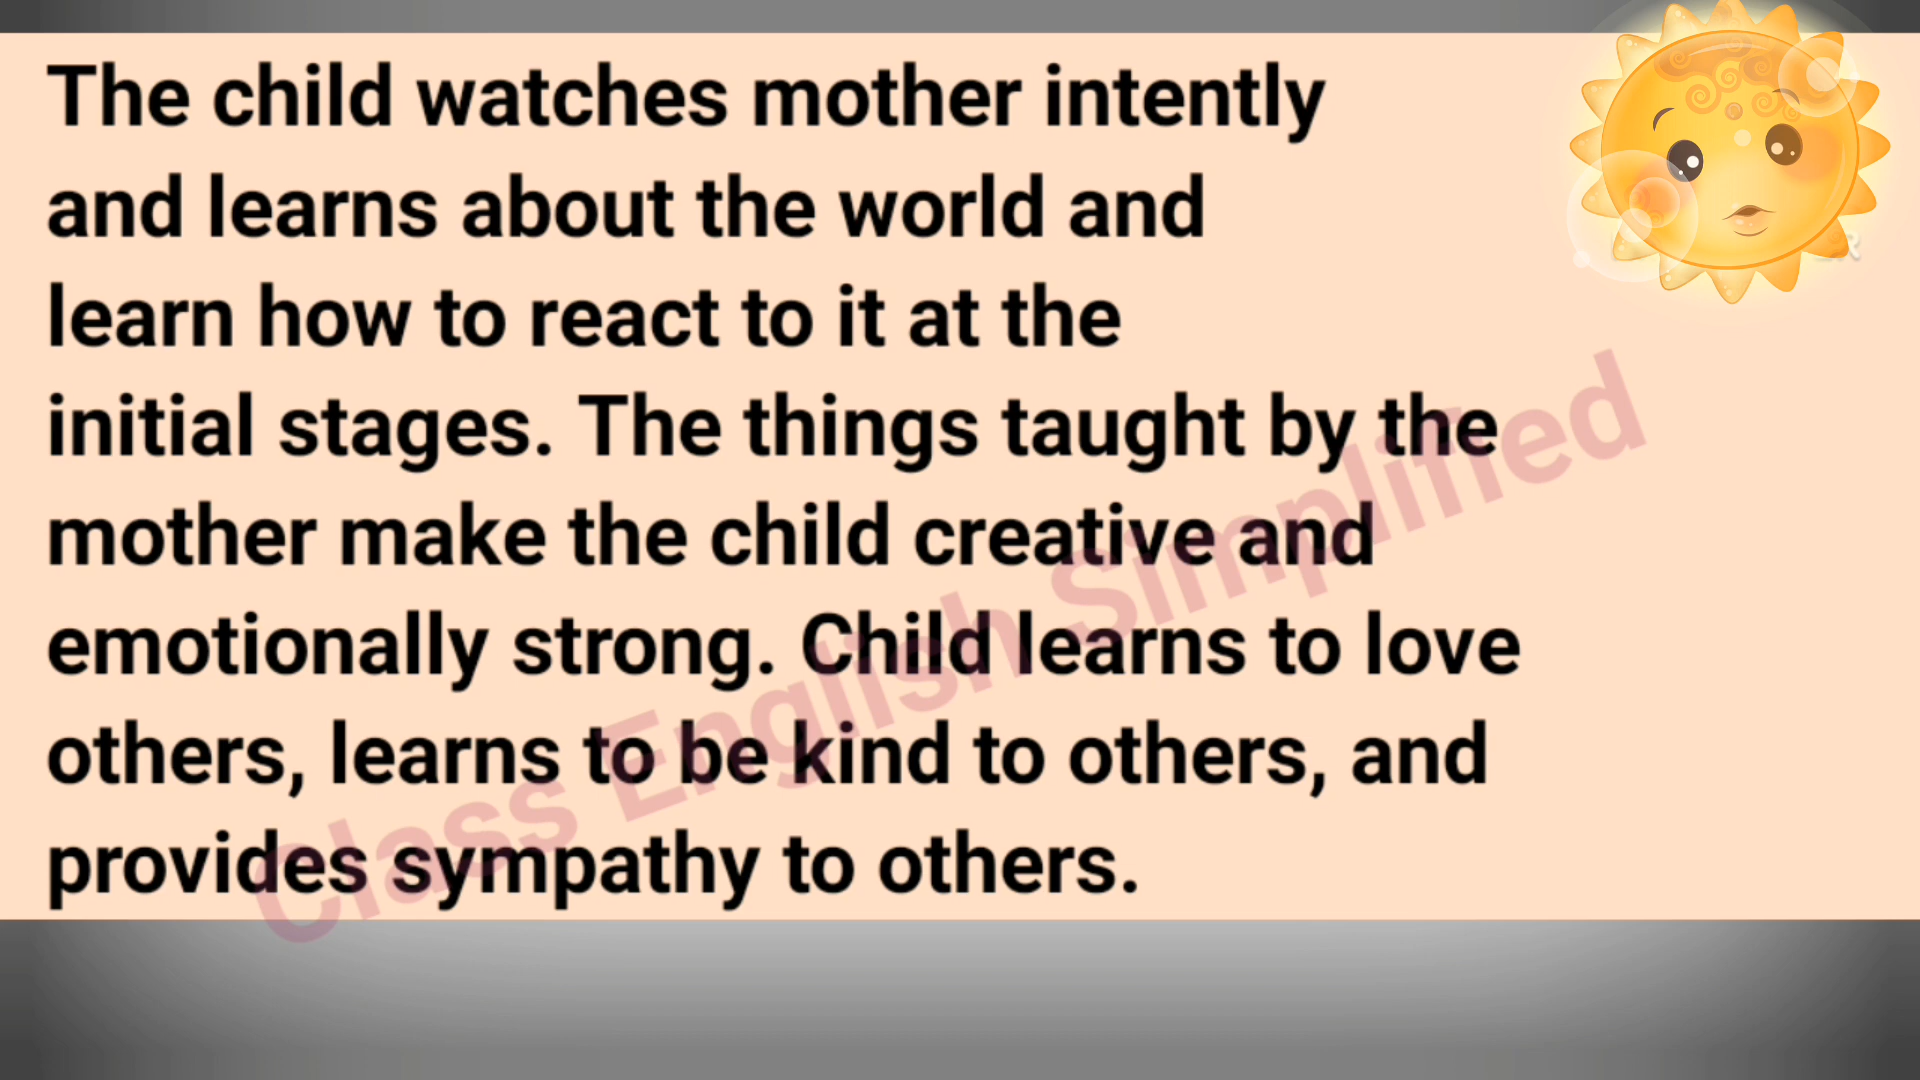 The child watches mother intently
and learns about the world and
learn how to react to it at the
initial stages. The things taught by the
mother make the child creative and
emotionally strong. Child learns to love
others, learns to be kind to others, and
provides sympathy to others.
Class English Simplified